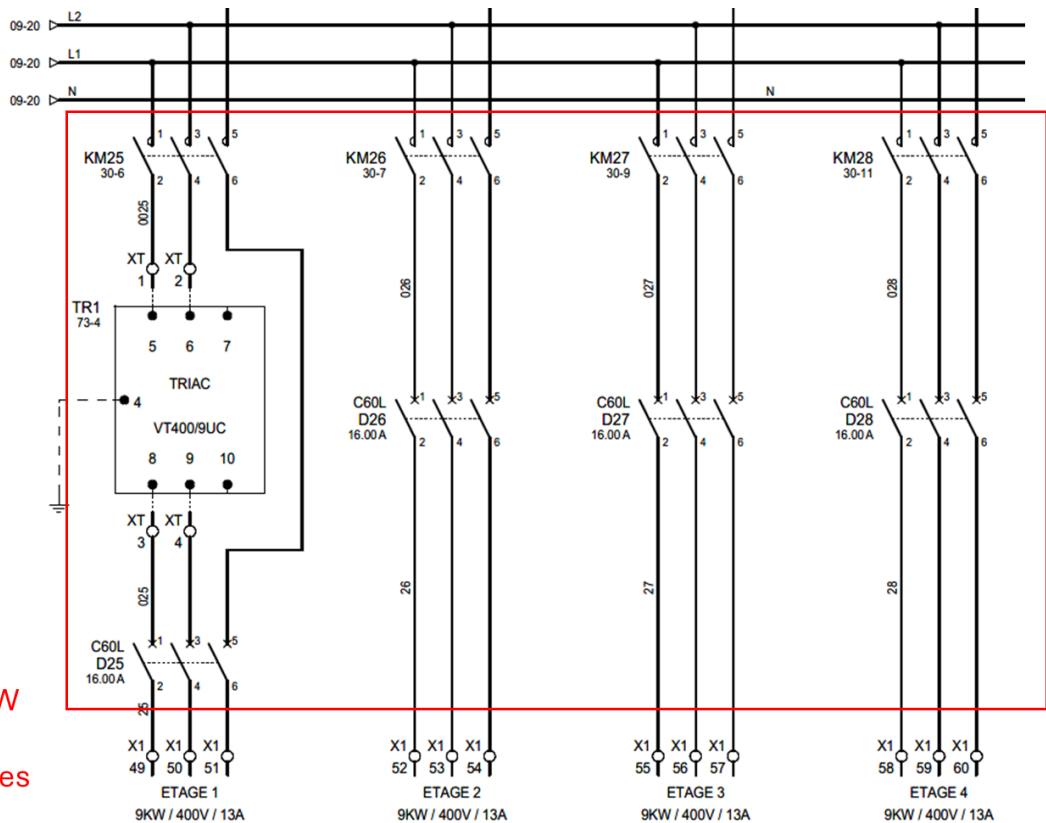 09-20 L2
09-20 L1
09-20 N N
KM25 30-6 1 3 5 2 4 6
KM26 30-7 1 3 5 2 4 6
KM27 30-9 1 3 5 2 4 6
KM28 30-11 1 3 5 2 4 6
0025
026
027
028
XT 1 XT 2
TR1
73-4
5 6 7
TRIAC
4
VT400/9UC
8 9 10
XT 3 XT 4
025
26
27
28
C60L D26 16.00 A 1 3 5 2 4 6
C60L D27 16.00 A 1 3 5 2 4 6
C60L D28 16.00 A 1 3 5 2 4 6
C60L D25 16.00 A 1 3 5 2 4 6
25
W
es
X1 49 X1 50 X1 51
X1 52 X1 53 X1 54
X1 55 X1 56 X1 57
X1 58 X1 59 X1 60
ETAGE 1
9KW / 400V / 13A
ETAGE 2
9KW / 400V / 13A
ETAGE 3
9KW / 400V / 13A
ETAGE 4
9KW / 400V / 13A